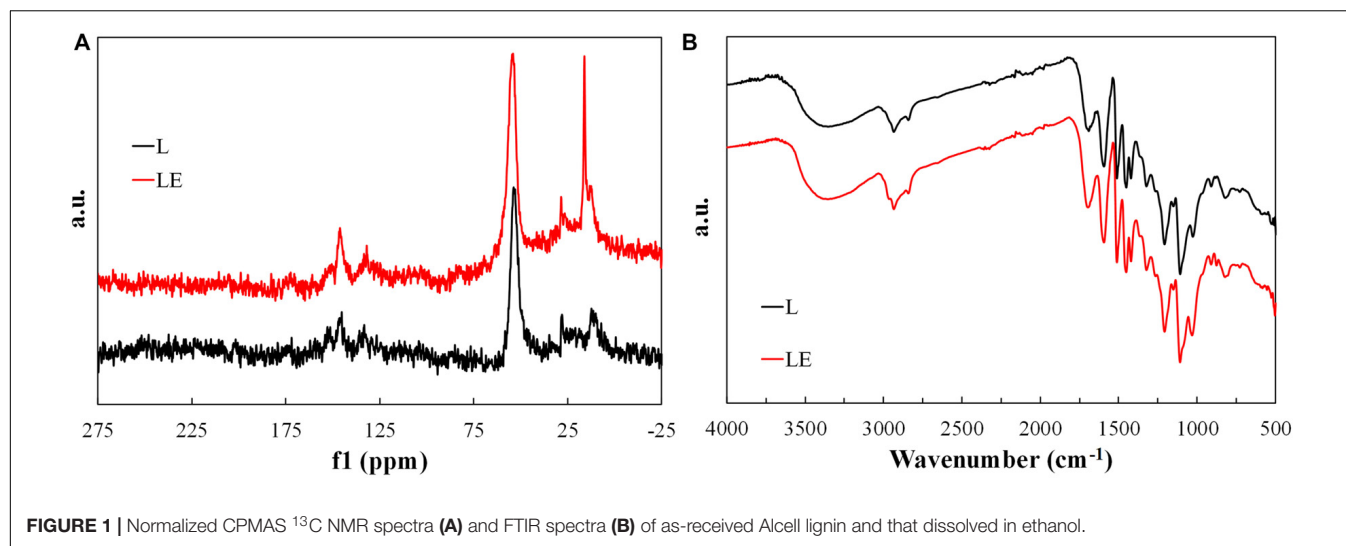 A
L
LE
a.u.
275
225
175
125
75
25
-25
f1 (ppm)
B
L
LE
a.u.
4000
3500
3000
2500
2000
1500
1000
500
Wavenumber (cm⁻¹)
FIGURE 1 | Normalized CPMAS ¹³C NMR spectra (A) and FTIR spectra (B) of as-received Alcell lignin and that dissolved in ethanol.